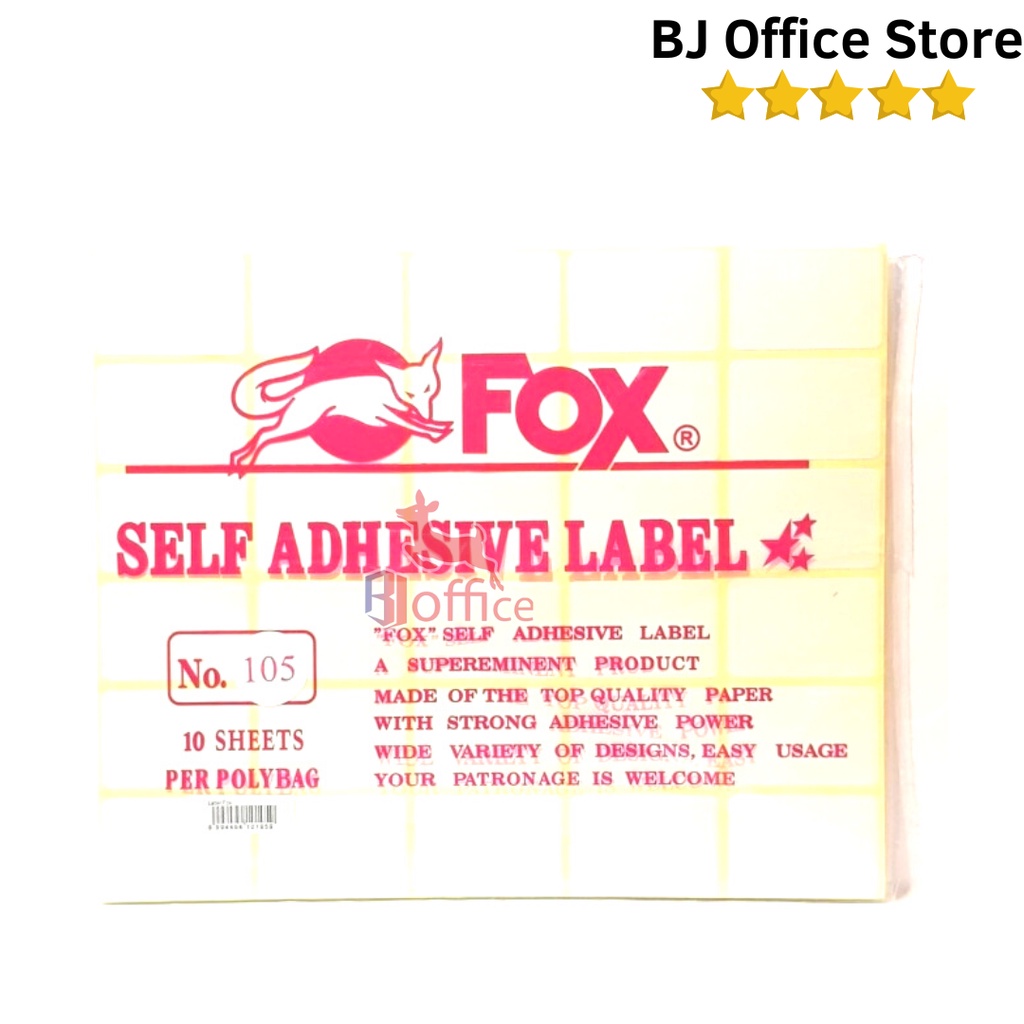 BJ Office Store
FOX®
SELF ADHESIVE LABEL
BJ office
No. 105
10 SHEETS
PER POLYBAG
"FOX" SELF ADHESIVE LABEL
A SUPEREMINENT PRODUCT
MADE OF THE TOP QUALITY PAPER
WITH STRONG ADHESIVE POWER
WIDE VARIETY OF DESIGNS, EASY USAGE
YOUR PATRONAGE IS WELCOME